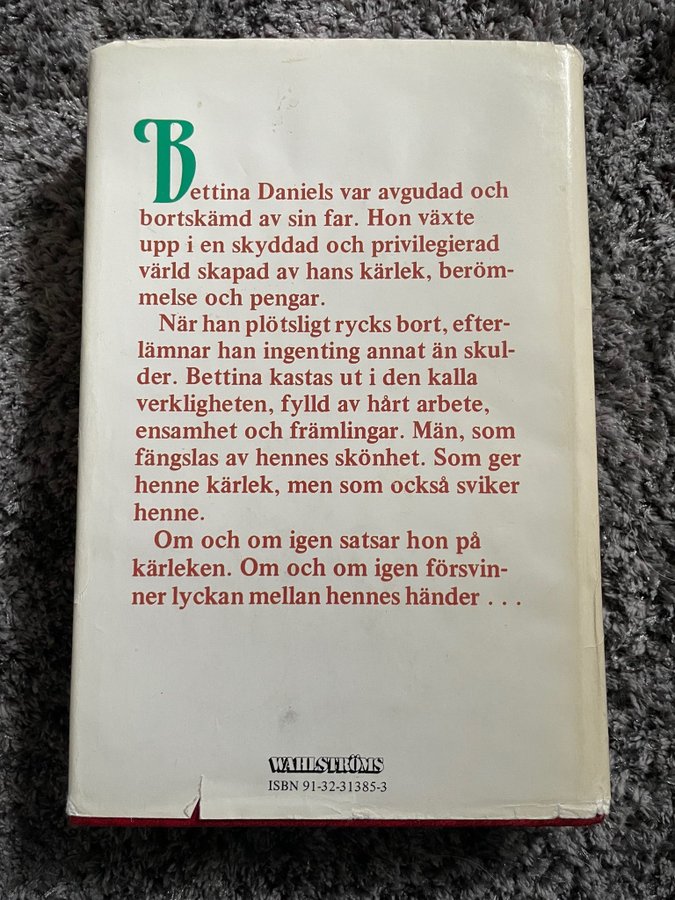 Bettina Daniels var avgudad och
bortskämd av sin far. Hon växte
upp i en skyddad och privilegierad
värld skapad av hans kärlek, beröm-
melse och pengar.
När han plötsligt rycks bort, efter-
lämnar han ingenting annat än skul-
der. Bettina kastas ut i den kalla
verkligheten, fylld av hårt arbete,
ensamhet och främlingar. Män, som
fängslas av hennes skönhet. Som ger
henne kärlek, men som också sviker
henne.
Om och om igen satsar hon på
kärleken. Om och om igen försvin-
ner lyckan mellan hennes händer . . .
WAHLSTRÖMS
ISBN 91-32-31385-3